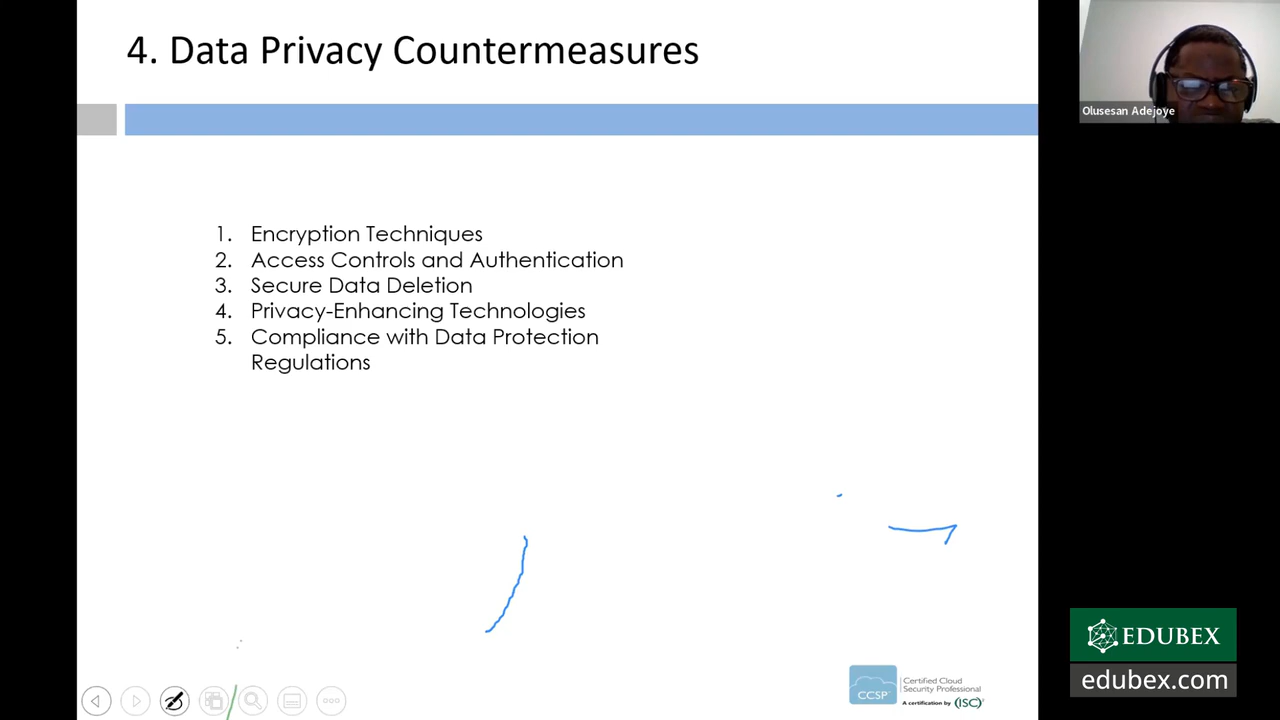 4. Data Privacy Countermeasures
Olusesan Adejoye
1. Encryption Techniques
2. Access Controls and Authentication
3. Secure Data Deletion
4. Privacy-Enhancing Technologies
5. Compliance with Data Protection
Regulations
CCSP
Certified Cloud
Security Professional
A certification by (ISC)²
EDUBEX
edubex.com